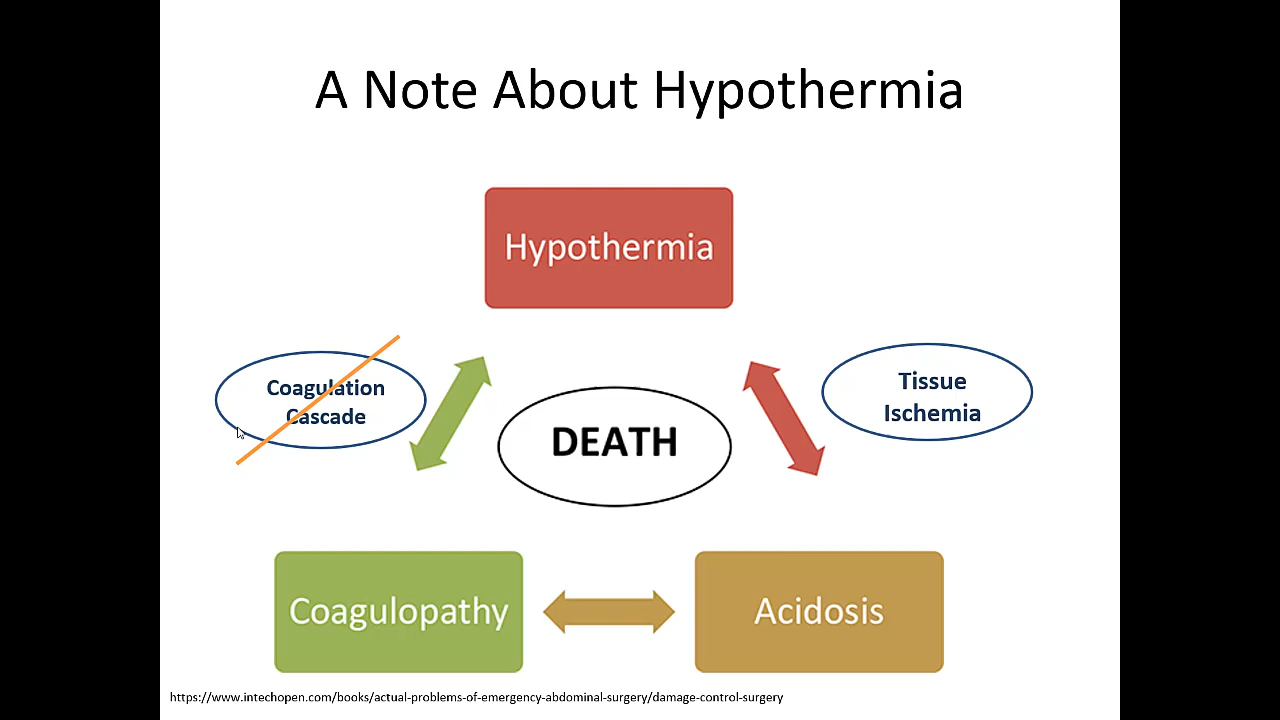 A Note About Hypothermia
Hypothermia
Coagulation
Cascade
Tissue
Ischemia
DEATH
Coagulopathy
Acidosis
https://www.intechopen.com/books/actual-problems-of-emergency-abdominal-surgery/damage-control-surgery